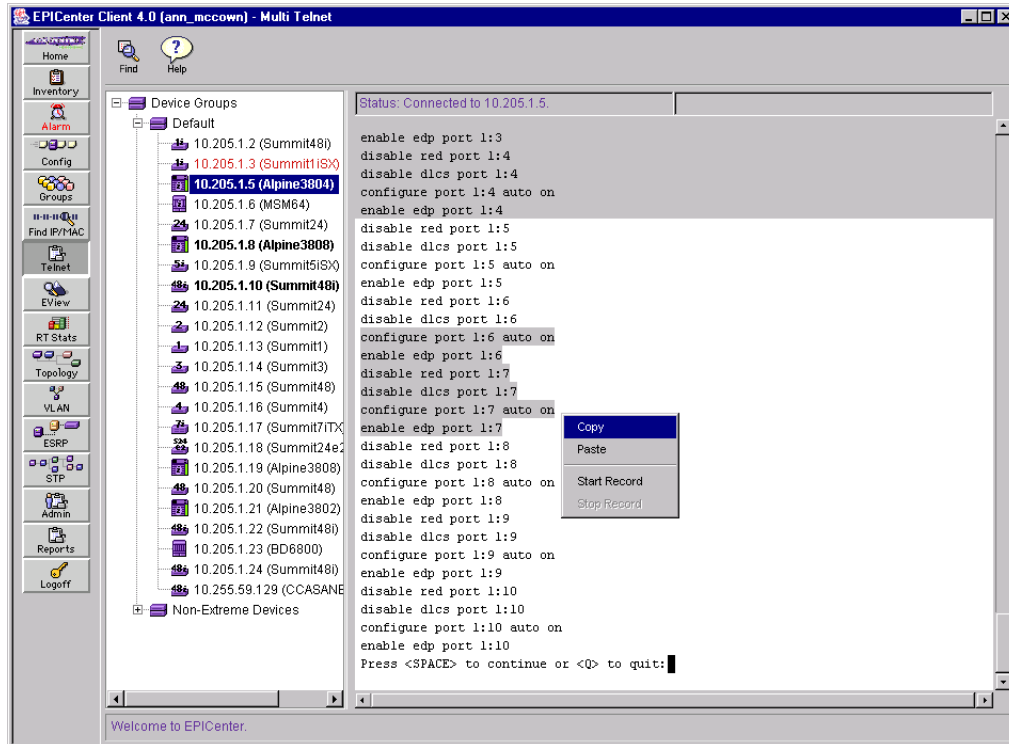 EPICenter Client 4.0 (ann_mccown) - Multi Telnet
Home
Inventory
Alarm
Config
Groups
Find IP/MAC
Telnet
EView
RT Stats
Topology
VLAN
ESRP
STP
Admin
Reports
Logoff
Find
Help
Device Groups
Default
10.205.1.2 (Summit48i)
10.205.1.3 (Summit1iSX)
10.205.1.5 (Alpine3804)
10.205.1.6 (MSM64)
10.205.1.7 (Summit24)
10.205.1.8 (Alpine3808)
10.205.1.9 (Summit5iSX)
10.205.1.10 (Summit48i)
10.205.1.11 (Summit24)
10.205.1.12 (Summit2)
10.205.1.13 (Summit1)
10.205.1.14 (Summit3)
10.205.1.15 (Summit48)
10.205.1.16 (Summit4)
10.205.1.17 (Summit7iTX
10.205.1.18 (Summit24e2
10.205.1.19 (Alpine3808)
10.205.1.20 (Summit48)
10.205.1.21 (Alpine3802)
10.205.1.22 (Summit48i)
10.205.1.23 (BD6800)
10.205.1.24 (Summit48i)
10.255.59.129 (CCASANE
Non-Extreme Devices
Status: Connected to 10.205.1.5.
enable edp port 1:3
disable red port 1:4
disable dlcs port 1:4
configure port 1:4 auto on
enable edp port 1:4
disable red port 1:5
disable dlcs port 1:5
configure port 1:5 auto on
enable edp port 1:5
disable red port 1:6
disable dlcs port 1:6
configure port 1:6 auto on
enable edp port 1:6
disable red port 1:7
disable dlcs port 1:7
configure port 1:7 auto on
enable edp port 1:7
disable red port 1:8
disable dlcs port 1:8
configure port 1:8 auto on
enable edp port 1:8
disable red port 1:9
disable dlcs port 1:9
configure port 1:9 auto on
enable edp port 1:9
disable red port 1:10
disable dlcs port 1:10
configure port 1:10 auto on
enable edp port 1:10
Press <SPACE> to continue or <Q> to quit:
Copy
Paste
Start Record
Stop Record
Welcome to EPICenter.